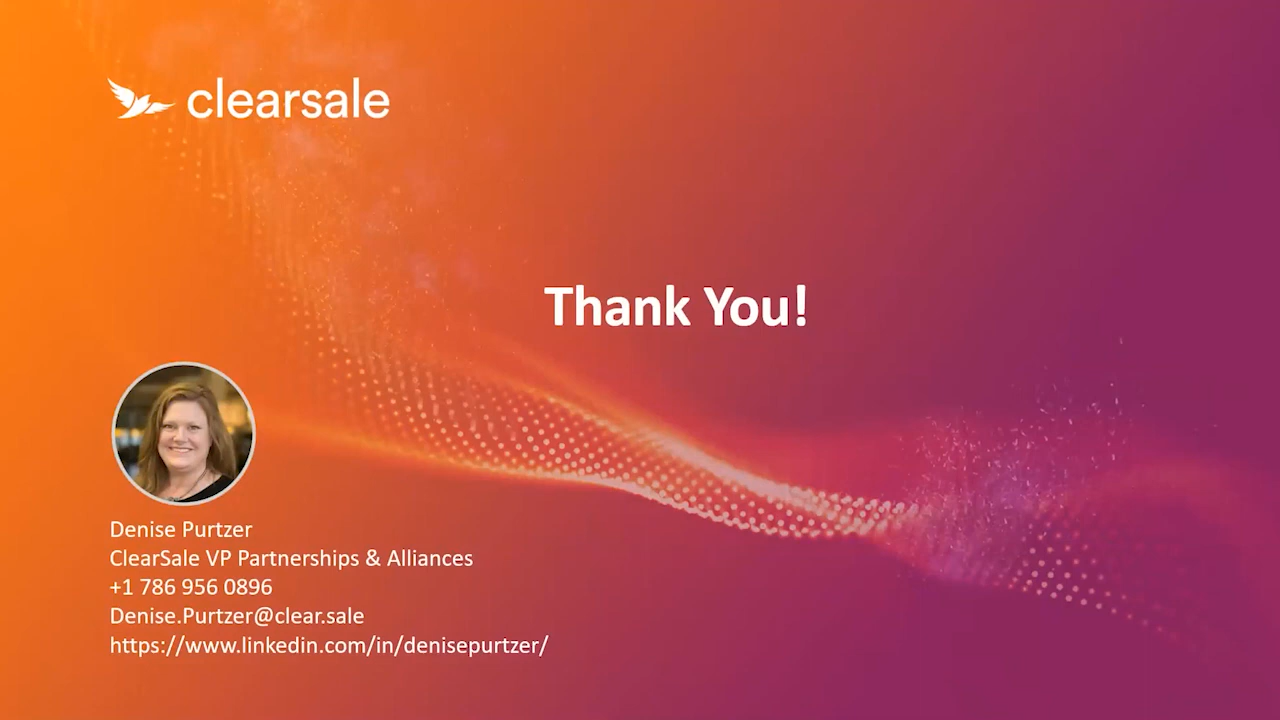 clearsale
Thank You!
Denise Purtzer
ClearSale VP Partnerships & Alliances
+1 786 956 0896
Denise.Purtzer@clear.sale
https://www.linkedin.com/in/denisepurtzer/